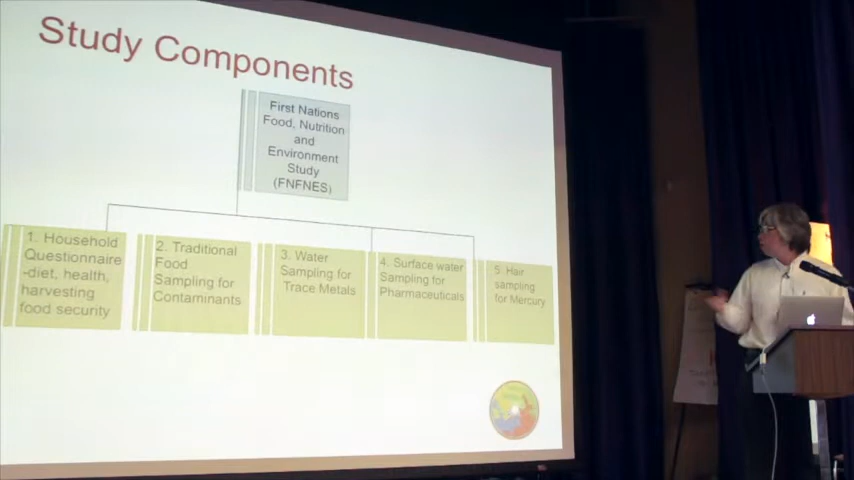 Study Components
First Nations
Food, Nutrition
and
Environment
Study
(FNFNES)
1. Household
Questionnaire
-diet, health,
harvesting
food security
2. Traditional
Food
Sampling for
Contaminants
3. Water
Sampling for
Trace Metals
4. Surface water
Sampling for
Pharmaceuticals
5 Hair
sampling
for Mercury